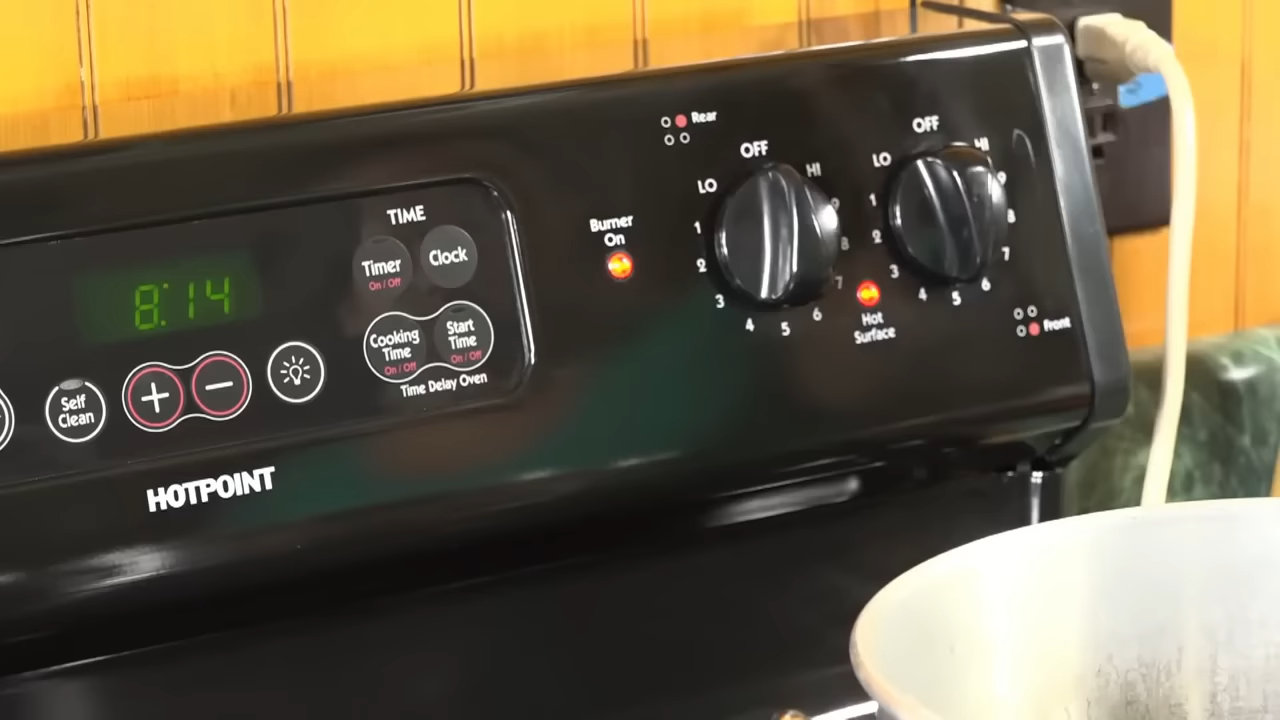 Rear
OFF
HI
LO
1
2
3
4
5
6
7
8
9
OFF
HI
LO
1
2
3
4
5
6
7
8
9
TIME
Timer
On / Off
Clock
Burner
On
8:14
Cooking
Time
On / Off
Start
Time
On / Off
Time Delay Oven
Hot
Surface
Front
Self
Clean
+
−
HOTPOINT